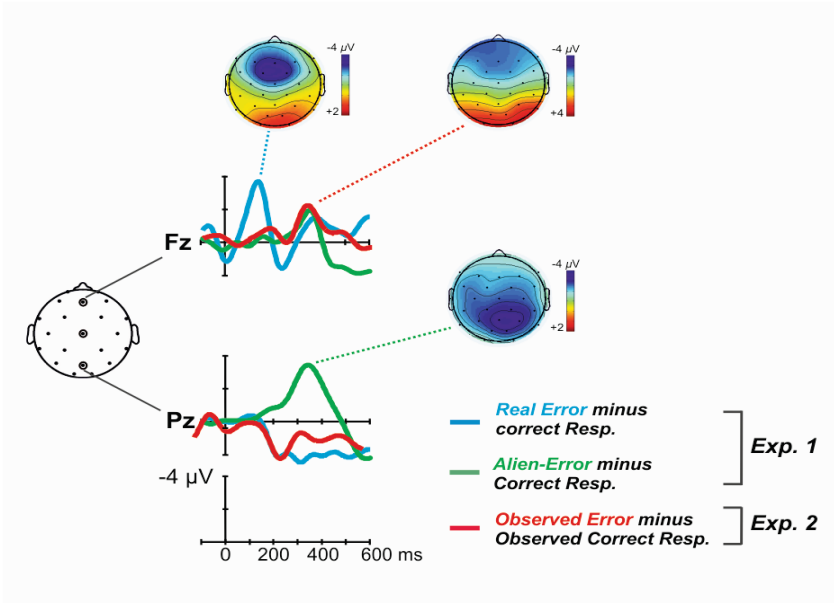 -4 µV
+2
-4 µV
+4
Fz
-4 µV
+2
Pz
-4 µV
0 200 400 600 ms
Real Error minus
correct Resp.
Alien-Error minus
Correct Resp.
Exp. 1
Observed Error minus
Observed Correct Resp.
Exp. 2